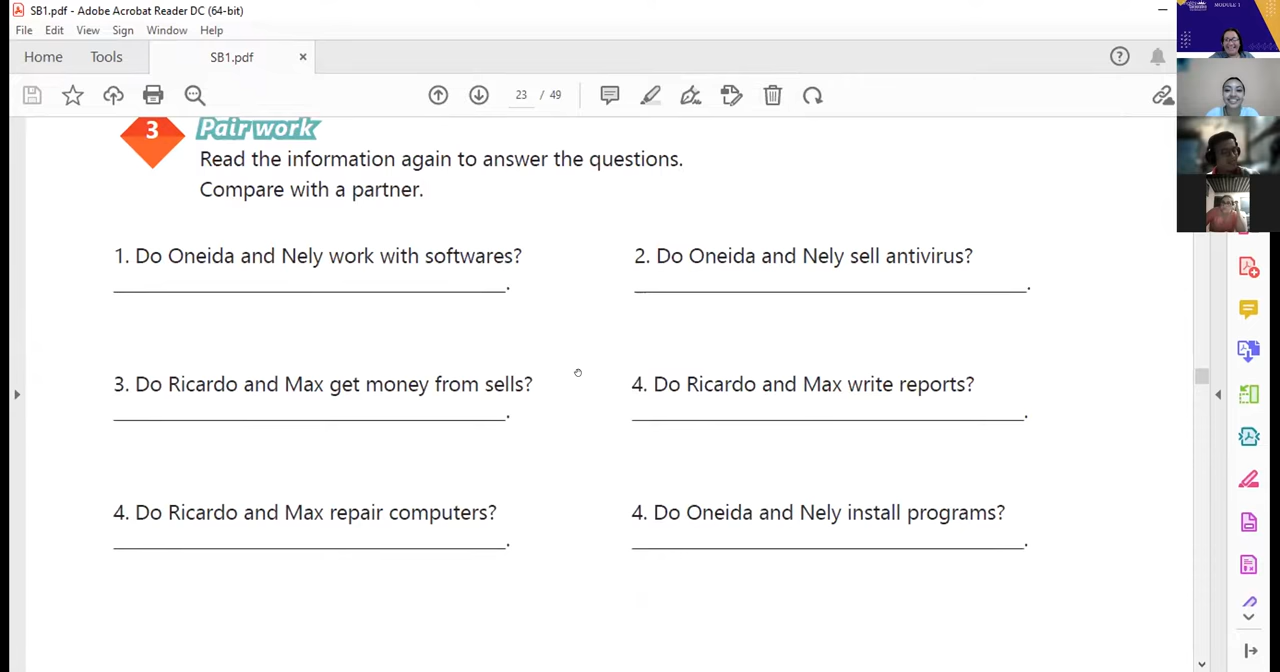 SB1.pdf - Adobe Acrobat Reader DC (64-bit)
File Edit View Sign Window Help
Home Tools SB1.pdf ×
23 / 49
MODULE 1
3 Pair work
Read the information again to answer the questions.
Compare with a partner.
1. Do Oneida and Nely work with softwares?
2. Do Oneida and Nely sell antivirus?
3. Do Ricardo and Max get money from sells?
4. Do Ricardo and Max write reports?
4. Do Ricardo and Max repair computers?
4. Do Oneida and Nely install programs?